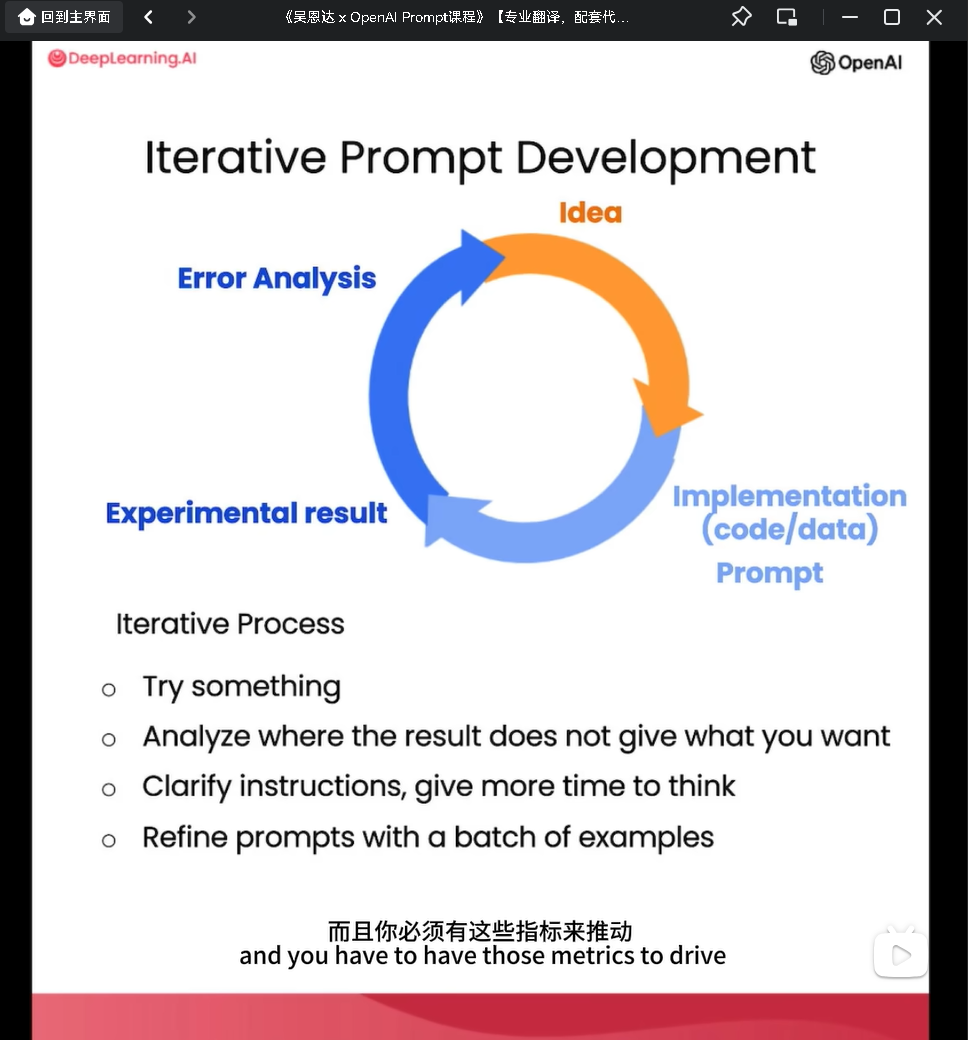 回到主界面
《吴恩达 x OpenAI Prompt课程》【专业翻译，配套代...
DeepLearning.AI
OpenAI
Iterative Prompt Development
Idea
Error Analysis
Implementation
(code/data)
Experimental result
Prompt
Iterative Process
Try something
Analyze where the result does not give what you want
Clarify instructions, give more time to think
Refine prompts with a batch of examples
而且你必须有这些指标来推动
and you have to have those metrics to drive